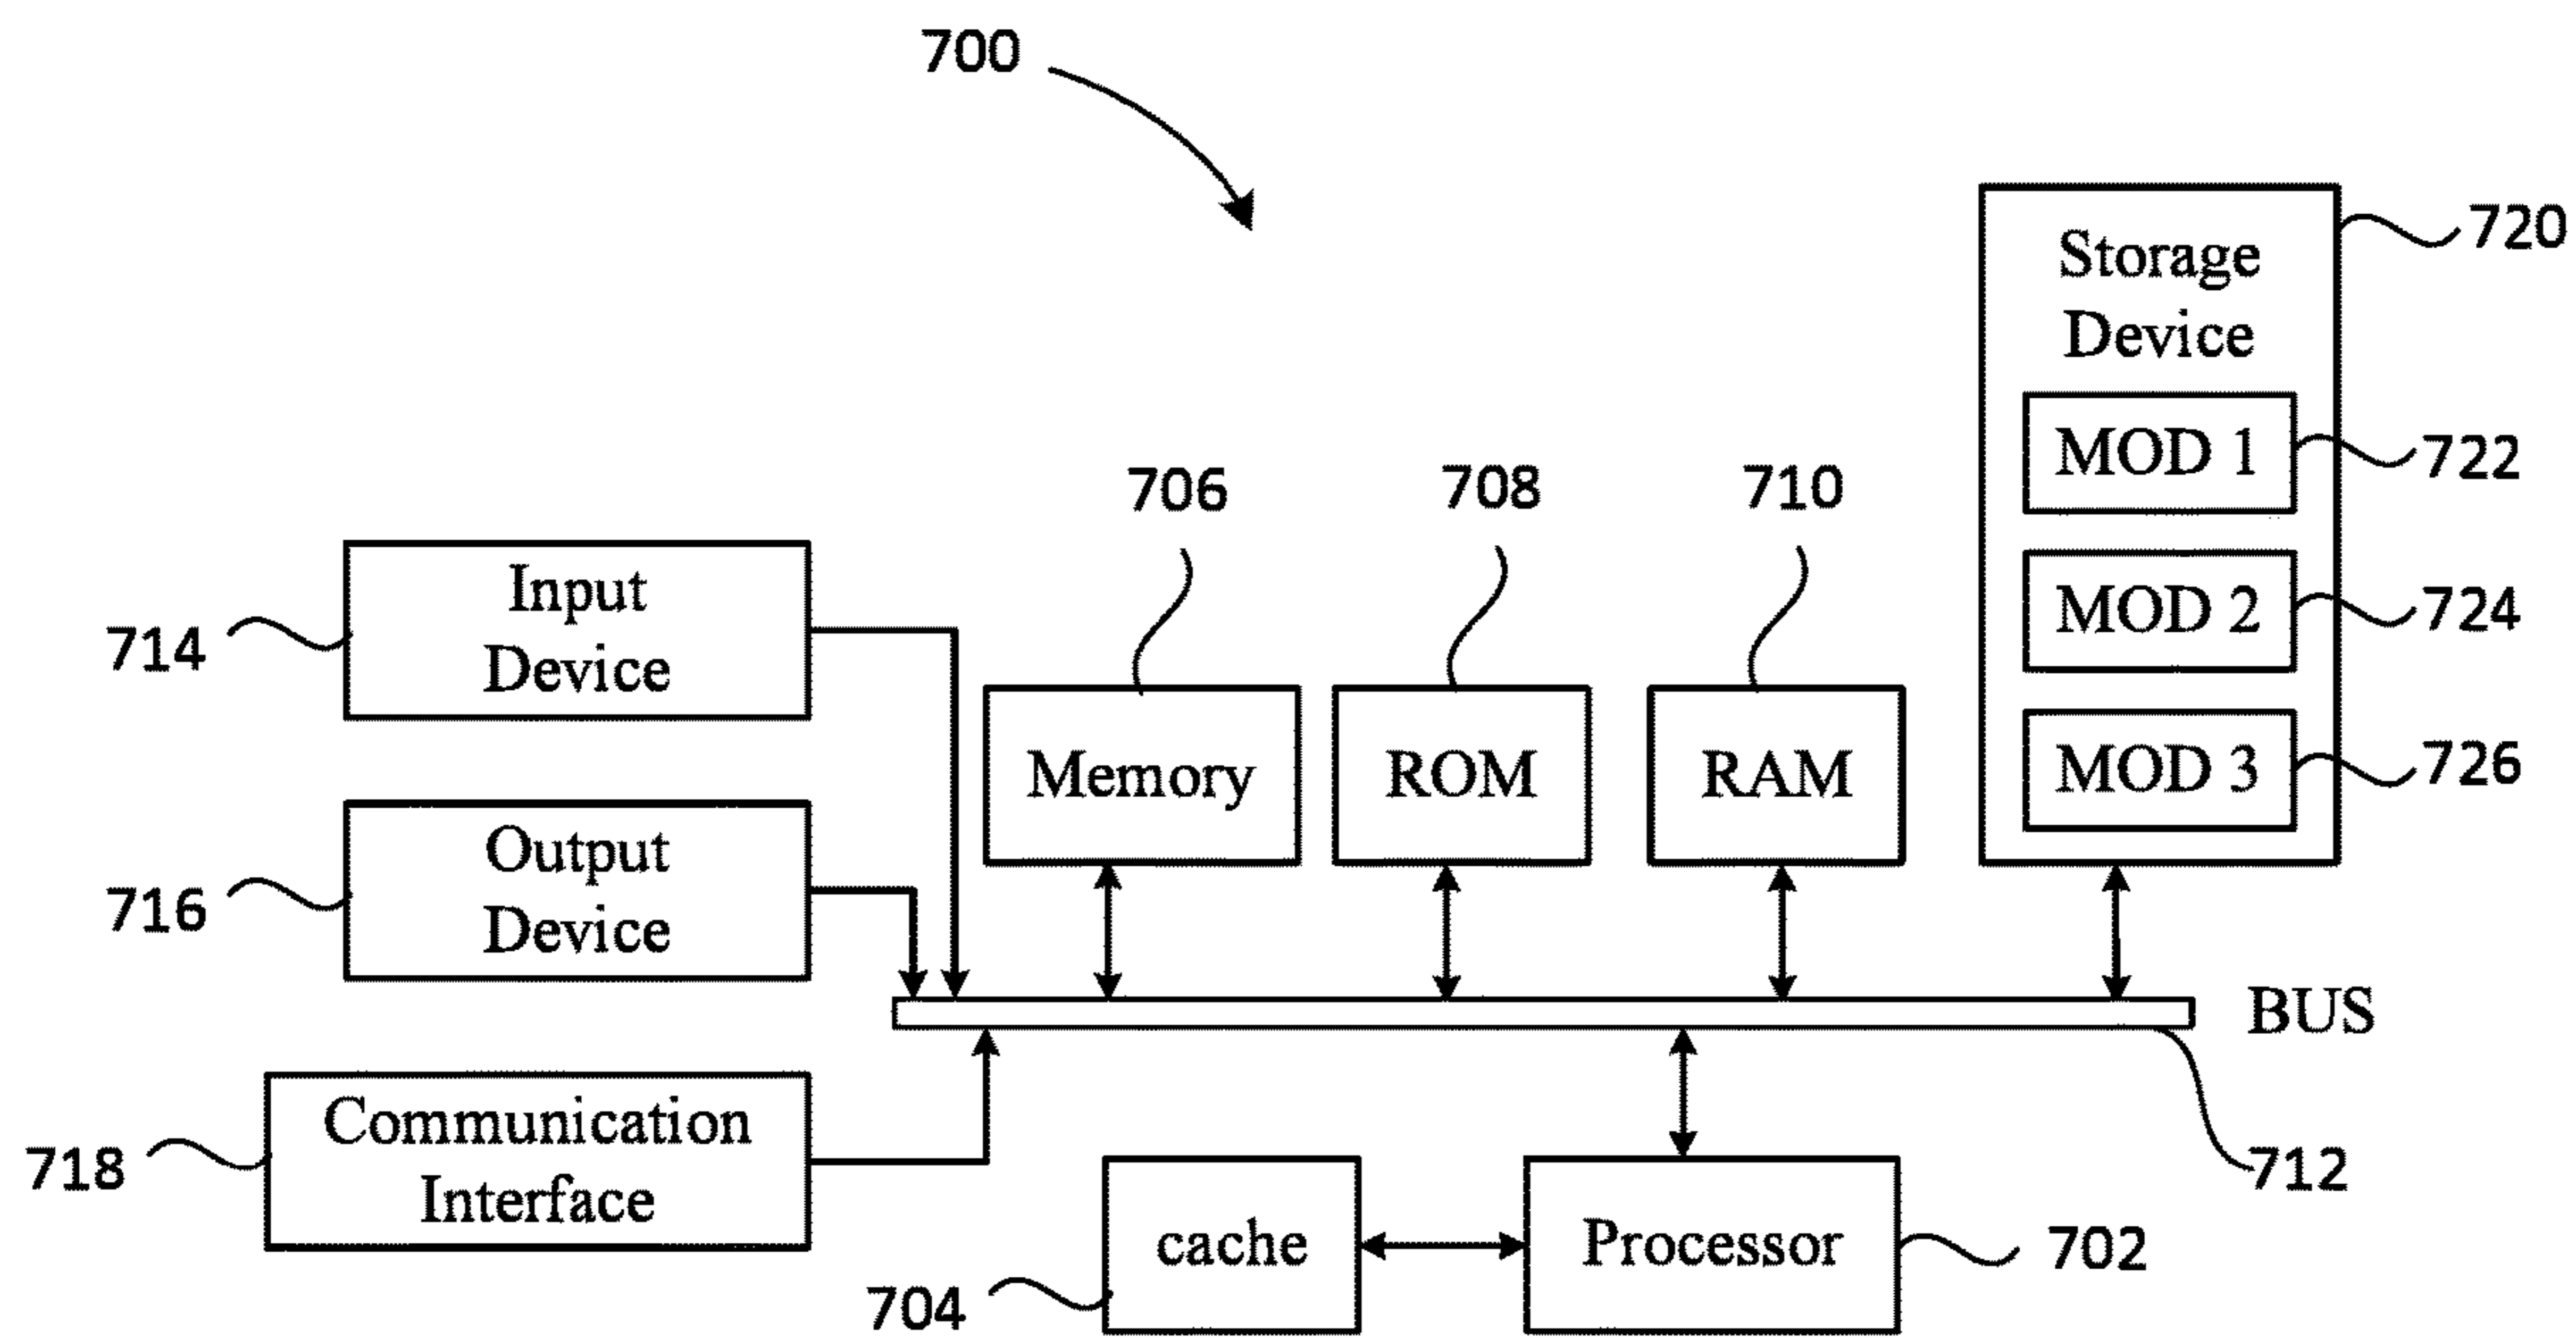 700
720
Storage
Device
MOD 1
722
706
708
710
MOD 2
724
Input
Device
714
Memory
ROM
RAM
MOD 3
726
Output
Device
716
BUS
Communication
Interface
718
712
cache
704
Processor
702